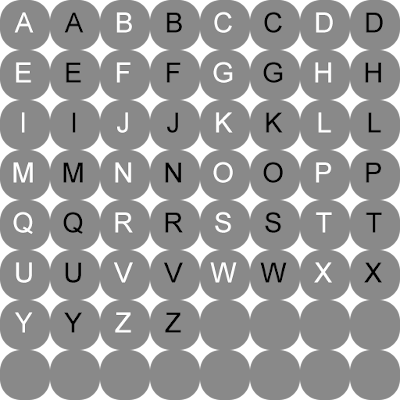 A A B B C C D D
E E F F G G H H
I I J J K K L L
M M N N O O P P
Q Q R R S S T T
U U V V W W X X
Y Y Z Z